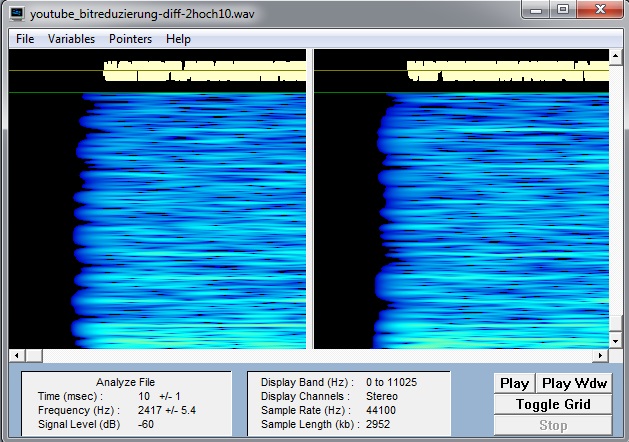 youtube_bitreduzierung-diff-2hoch10.wav
File Variables Pointers Help
Analyze File
Time (msec) : 10 +/- 1
Frequency (Hz) : 2417 +/- 5.4
Signal Level (dB) -60
Display Band (Hz) : 0 to 11025
Display Channels : Stereo
Sample Rate (Hz) : 44100
Sample Length (kb) : 2952
Play Play Wdw
Toggle Grid
Stop